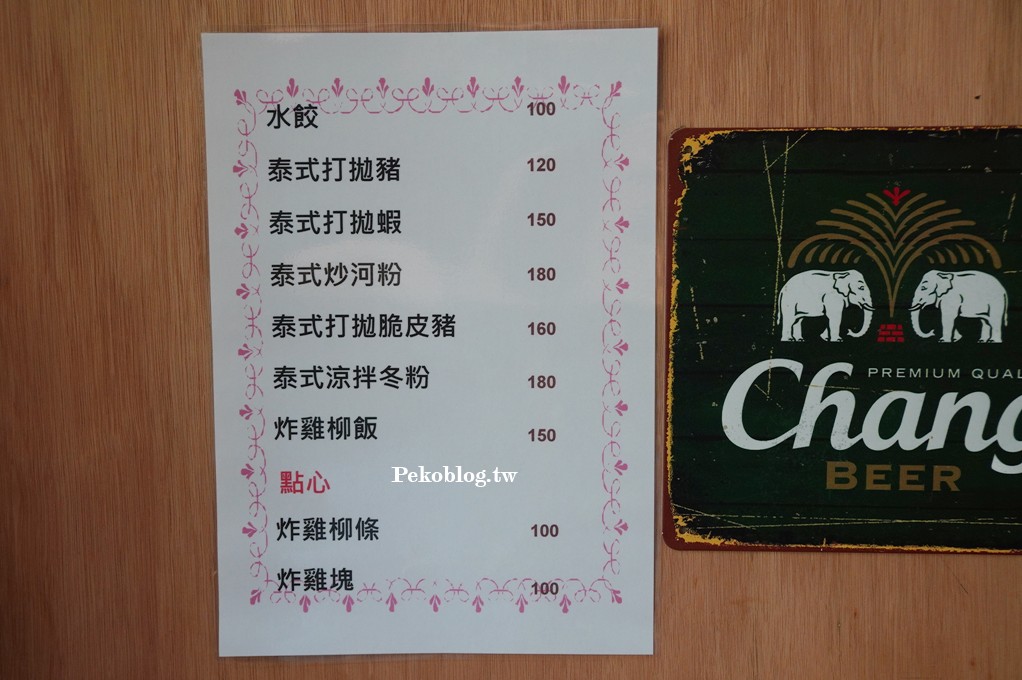 水餃 100
泰式打拋豬 120
泰式打拋蝦 150
泰式炒河粉 180
泰式打拋脆皮豬 160
泰式涼拌冬粉 180
炸雞柳飯 150
點心
炸雞柳條 100
炸雞塊 100
Pekoblog.tw
PREMIUM QUAL
Chang
BEER